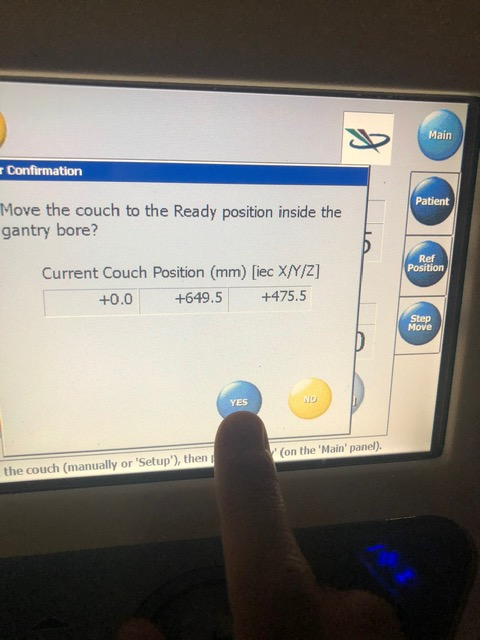 Main
r Confirmation
Move the couch to the Ready position inside the
gantry bore?
Patient
Ref
Position
Current Couch Position (mm) [iec X/Y/Z]
+0.0 +649.5 +475.5
Step
Move
YES NO
the couch (manually or 'Setup'), then ' (on the 'Main' panel).